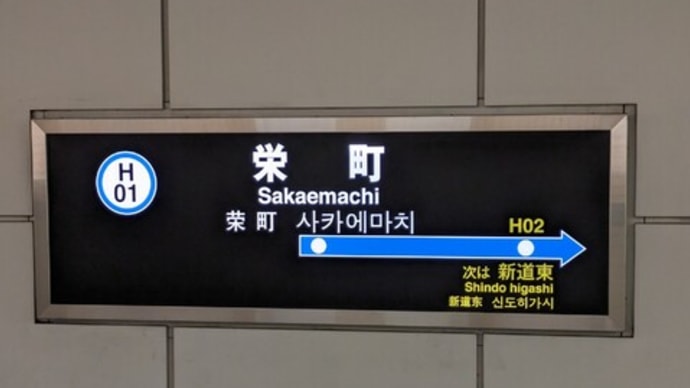 H
01
栄 町
Sakaemachi
荣 町 사카에마치
H02
次は 新道東
Shindo higashi
新道东 신도히가시